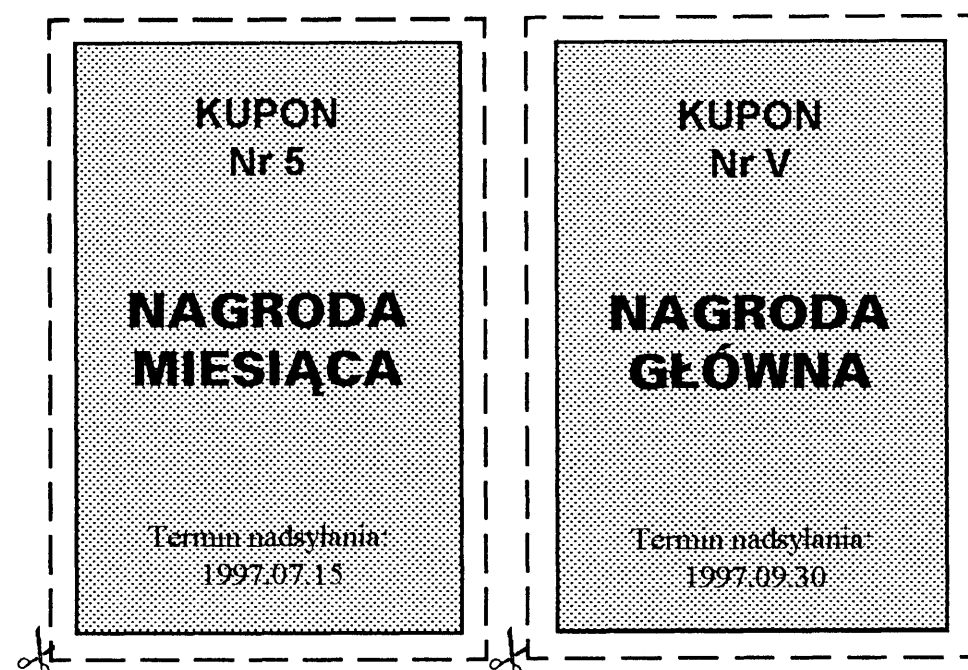 KUPON
Nr 5
NAGRODA
MIESIĄCA
Termin nadsyłania:
1997.07.15
KUPON
Nr V
NAGRODA
GŁÓWNA
Termin nadsyłania:
1997.09.30